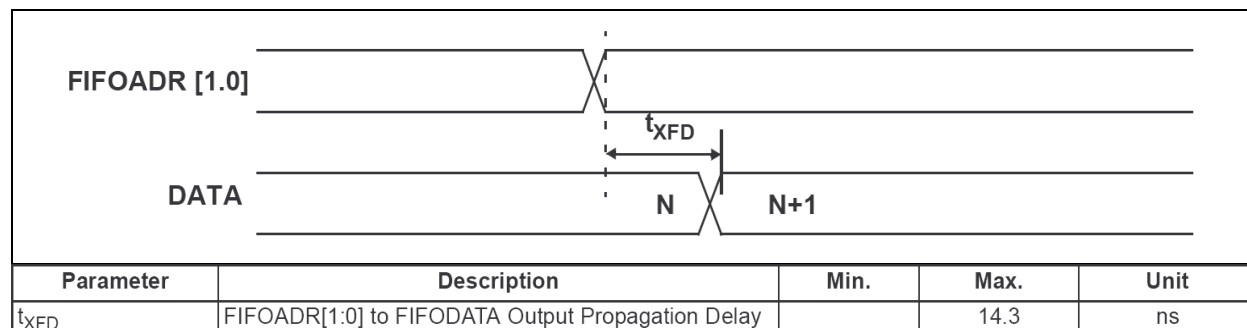 FIFOADR [1.0]
tXFD
DATA
N
N+1
Parameter Description Min. Max. Unit
tXFD FIFOADR[1:0] to FIFODATA Output Propagation Delay 14.3 ns